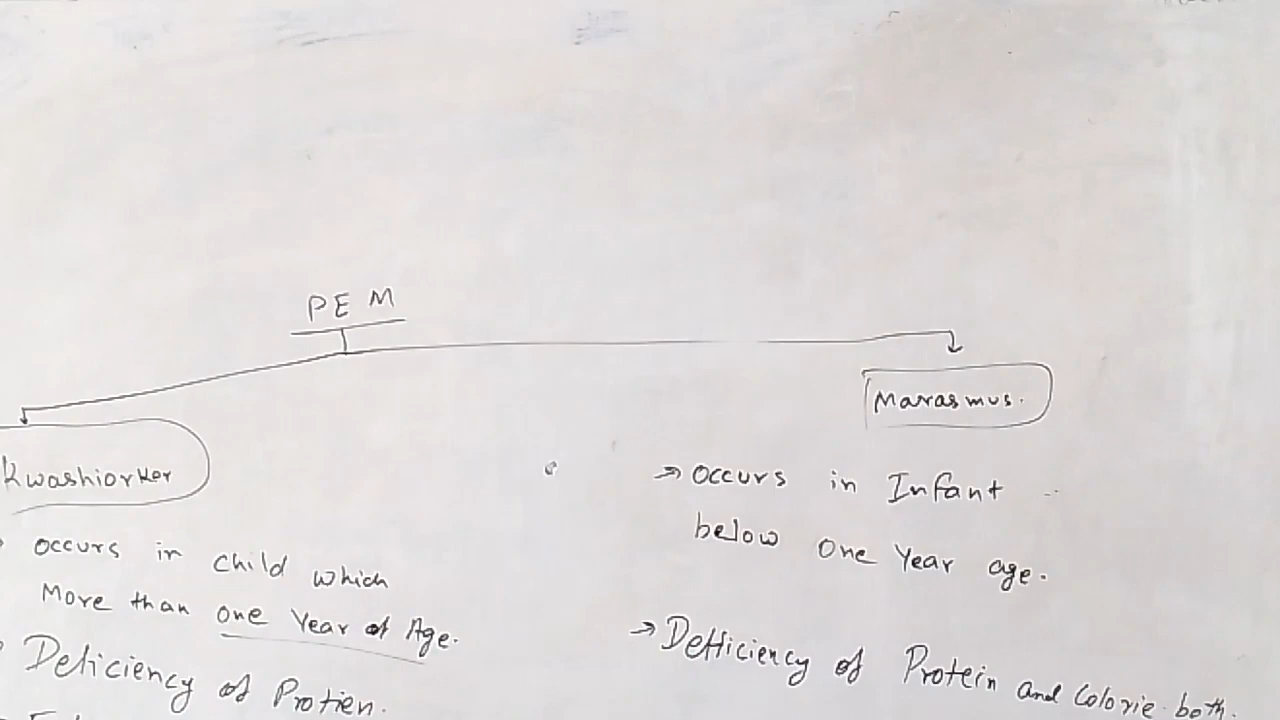 PEM
Marasmus.
Kwashiorker
→ Occurs in Infant
below one Year age.
occurs in child which
More than one Year of Age.
→ Defficiency of Protein and Colorie both.
Deficiency of Protien.